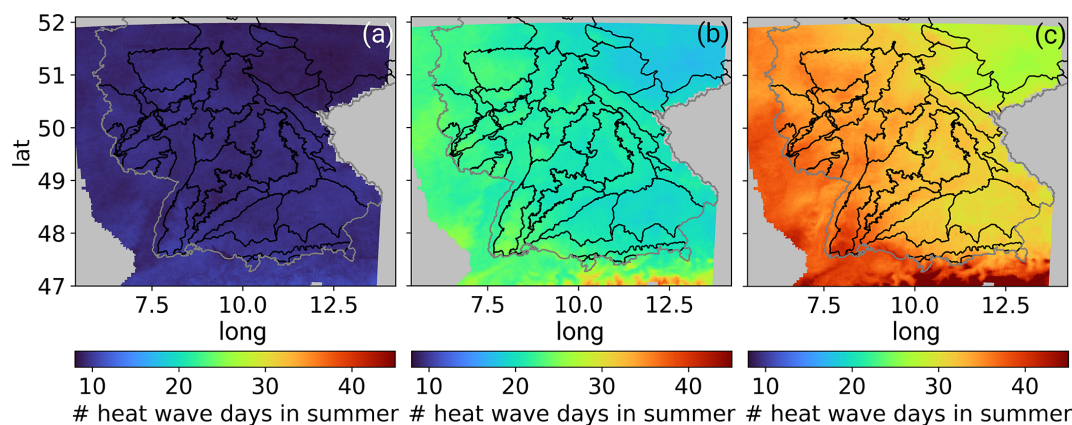 (a) (b) (c)
52
51
50
49
48
47
lat
7.5 10.0 12.5 7.5 10.0 12.5 7.5 10.0 12.5
long long long
10 20 30 40 10 20 30 40 10 20 30 40
# heat wave days in summer # heat wave days in summer # heat wave days in summer